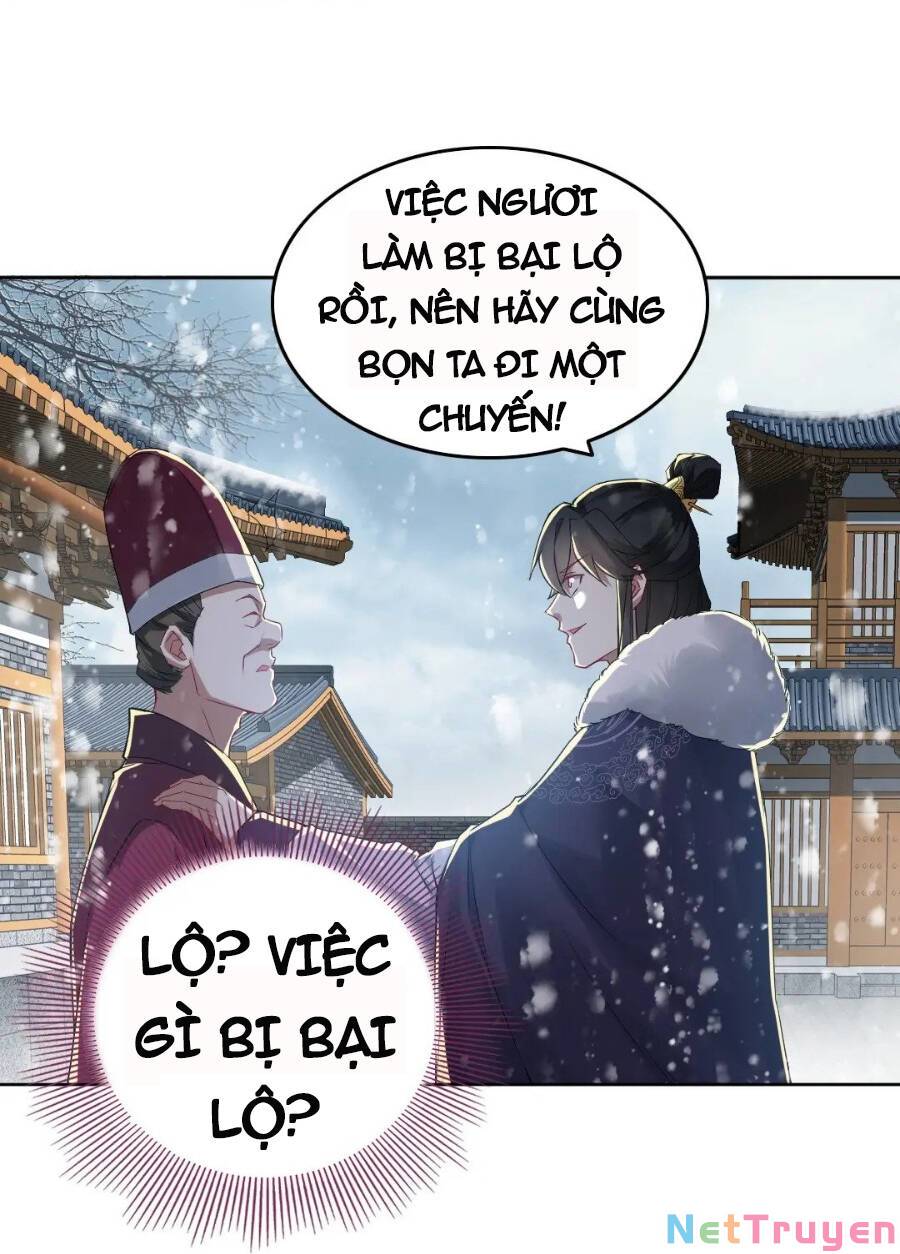 VIỆC NGƯƠI
LÀM BỊ BẠI LỘ
RỒI, NÊN HÃY CÙNG
BỌN TA ĐI MỘT
CHUYẾN!
LỘ? VIỆC
GÌ BỊ BẠI
LỘ?
NetTruyen